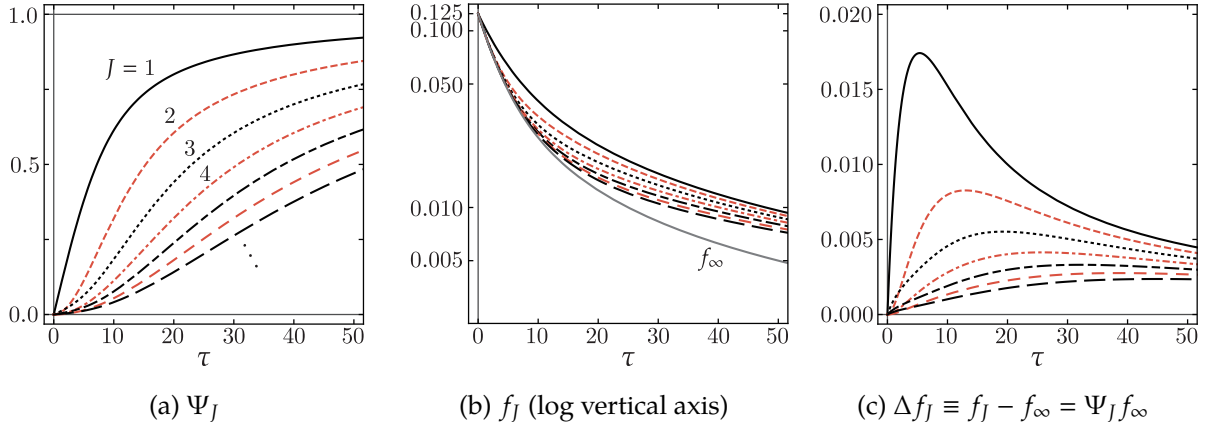 1.0
0.5
0.0
J = 1
2
3
4
0 10 20 30 40 50
τ
(a) Ψ_J
0.125
0.100
0.050
0.010
0.005
f_∞
0 10 20 30 40 50
τ
(b) f_J (log vertical axis)
0.020
0.015
0.010
0.005
0.000
0 10 20 30 40 50
τ
(c) Δf_J ≡ f_J − f_∞ = Ψ_J f_∞